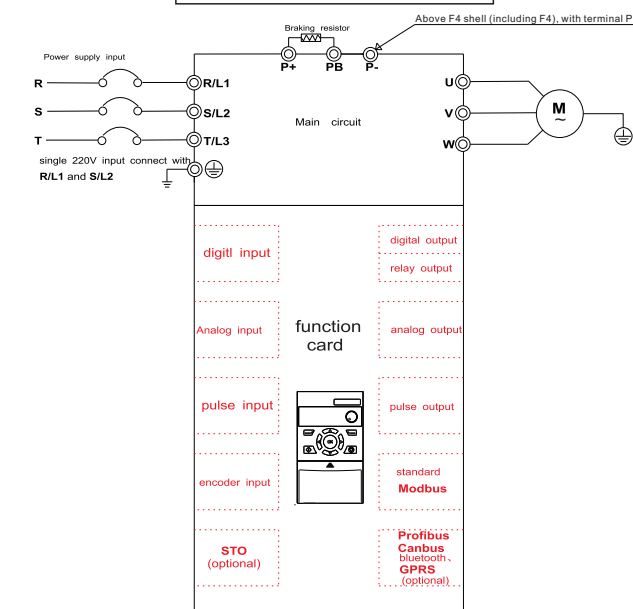 Above F4 shell (including F4), with terminal P
Braking resistor
Power supply input
P+ PB P-
R
R/L1
U
S
S/L2
Main circuit
V
M
~
T
T/L3
W
single 220V input connect with
R/L1 and S/L2
digitl input
digital output
relay output
Analog input
function
card
analog output
pulse input
pulse output
OK
encoder input
standard
Modbus
STO
(optional)
Profibus
Canbus
bluetooth、
GPRS
(optional)